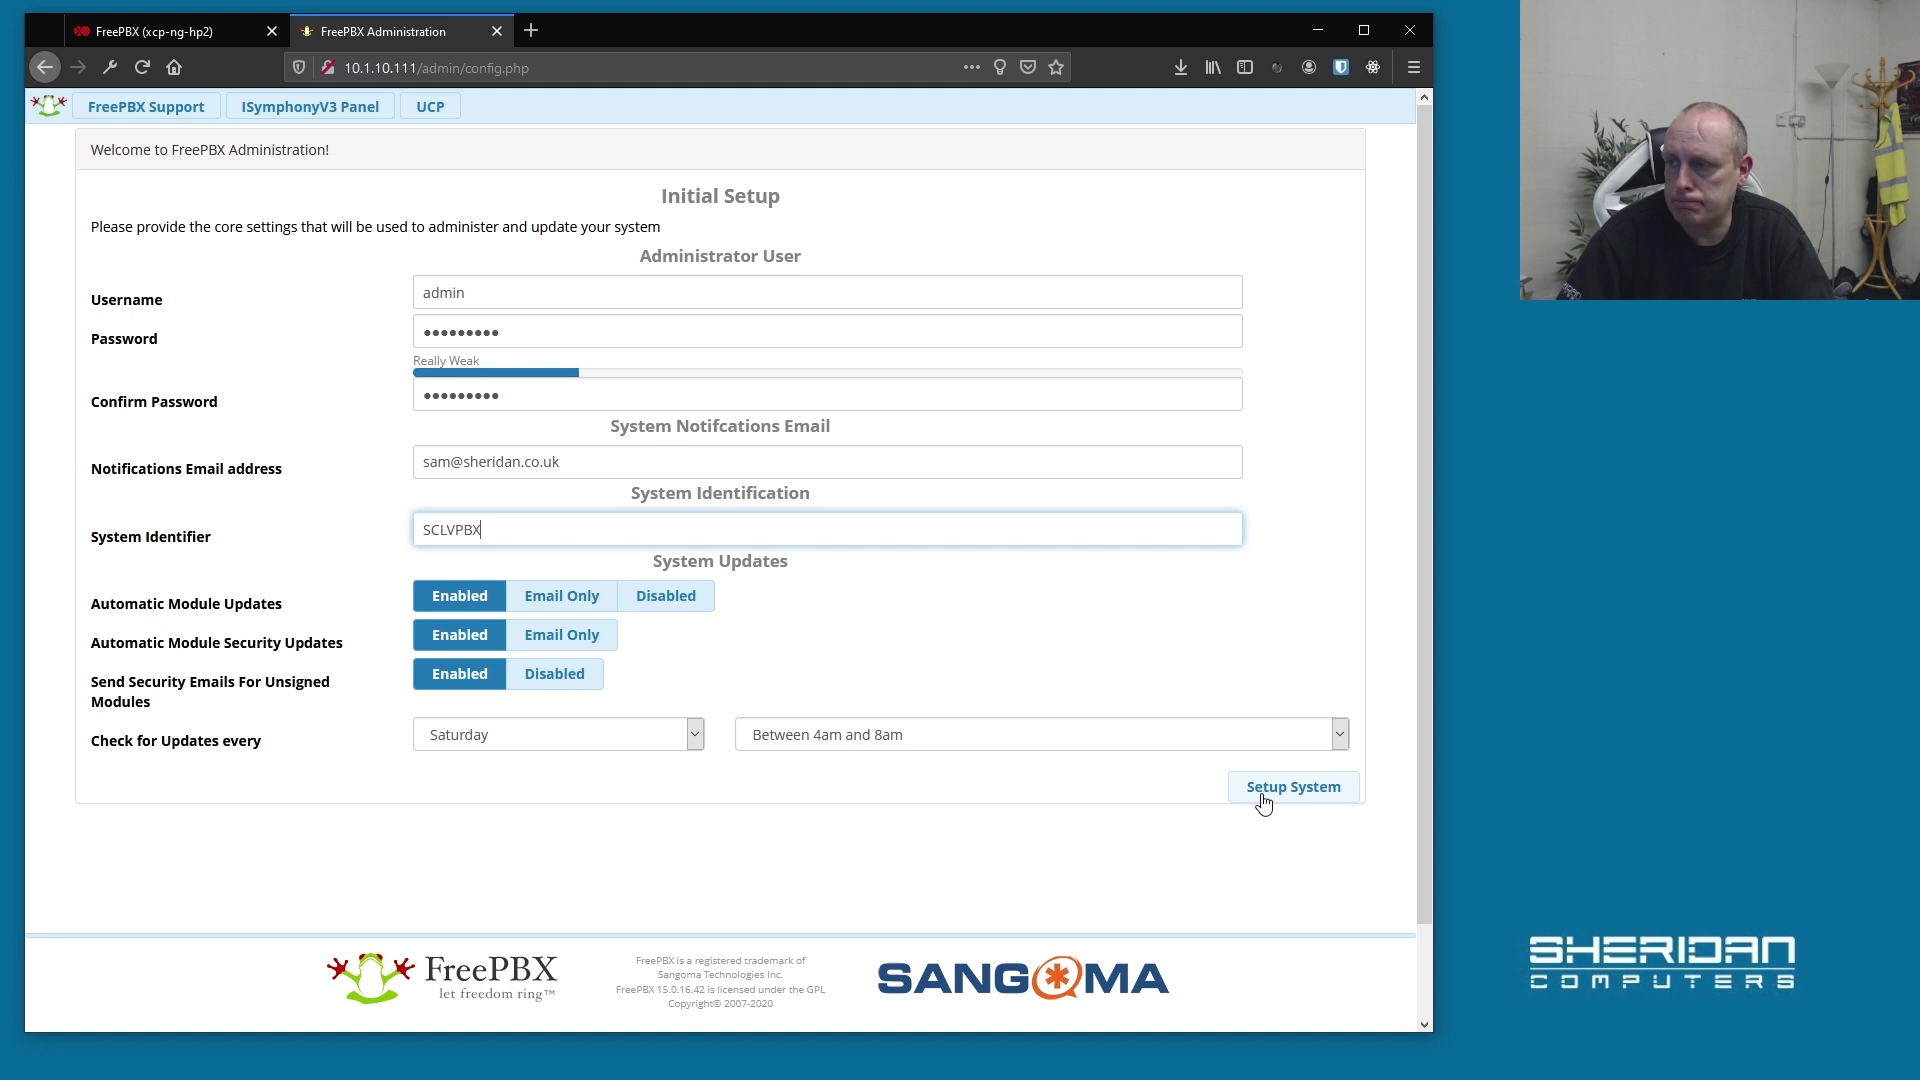 FreePBX (xcp-ng-hp2)
FreePBX Administration
10.1.10.111/admin/config.php
FreePBX Support
ISymphonyV3 Panel
UCP
Welcome to FreePBX Administration!
Initial Setup
Please provide the core settings that will be used to administer and update your system
Administrator User
Username
admin
Password
Really Weak
Confirm Password
System Notifcations Email
Notifications Email address
sam@sheridan.co.uk
System Identification
System Identifier
SCLVPBX
System Updates
Automatic Module Updates
Enabled
Email Only
Disabled
Automatic Module Security Updates
Enabled
Email Only
Send Security Emails For Unsigned
Modules
Enabled
Disabled
Check for Updates every
Saturday
Between 4am and 8am
Setup System
FreePBX
let freedom ring™
FreePBX is a registered trademark of
Sangoma Technologies Inc.
FreePBX 15.0.16.42 is licensed under the GPL
Copyright© 2007-2020
SANGOMA
SHERIDAN
COMPUTERS